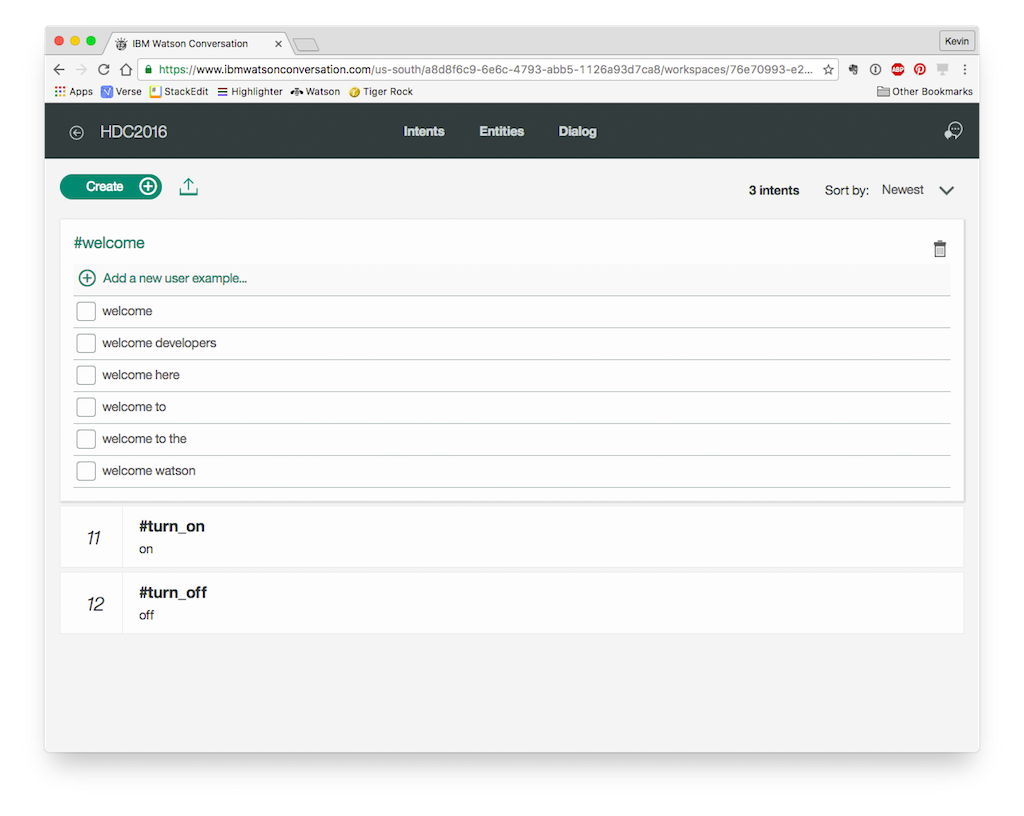 IBM Watson Conversation
Kevin
https://www.ibmwatsonconversation.com/us-south/a8d8f6c9-6e6c-4793-abb5-1126a93d7ca8/workspaces/76e70993-e2...
ABP
Apps Verse StackEdit Highlighter Watson Tiger Rock Other Bookmarks
HDC2016 Intents Entities Dialog
Create 3 intents Sort by: Newest
#welcome
Add a new user example...
welcome
welcome developers
welcome here
welcome to
welcome to the
welcome watson
11 #turn_on
on
12 #turn_off
off